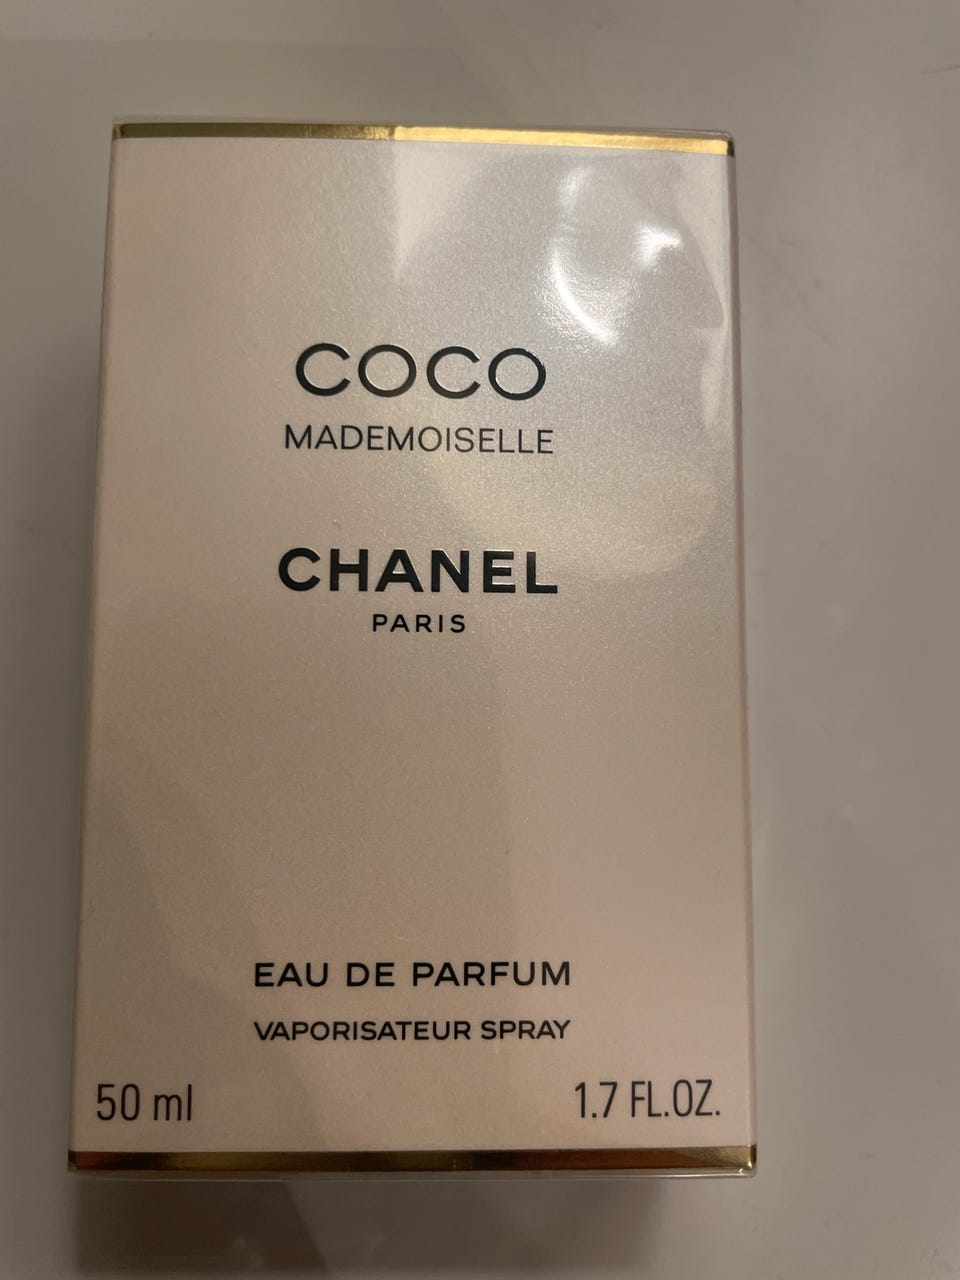 COCO
MADEMOISELLE
CHANEL
PARIS
EAU DE PARFUM
VAPORISATEUR SPRAY
50 ml 1.7 FL.OZ.